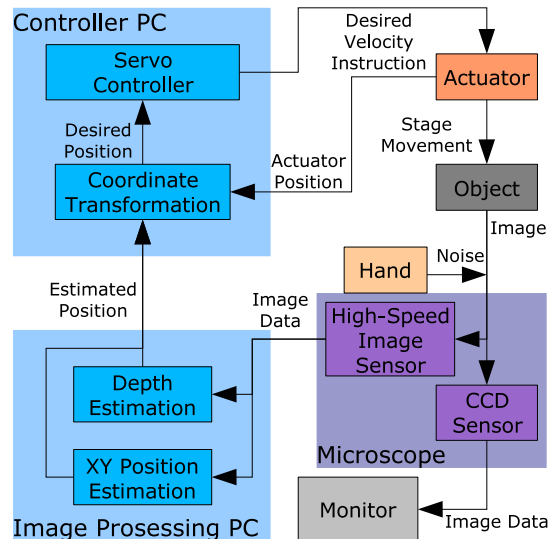 Controller PC
Servo
Controller
Desired
Velocity
Instruction
Actuator
Desired
Position
Actuator
Position
Stage
Movement
Coordinate
Transformation
Object
Image
Hand
Noise
Estimated
Position
Image
Data
High-Speed
Image
Sensor
Depth
Estimation
CCD
Sensor
XY Position
Estimation
Microscope
Monitor
Image Data
Image Prosessing PC